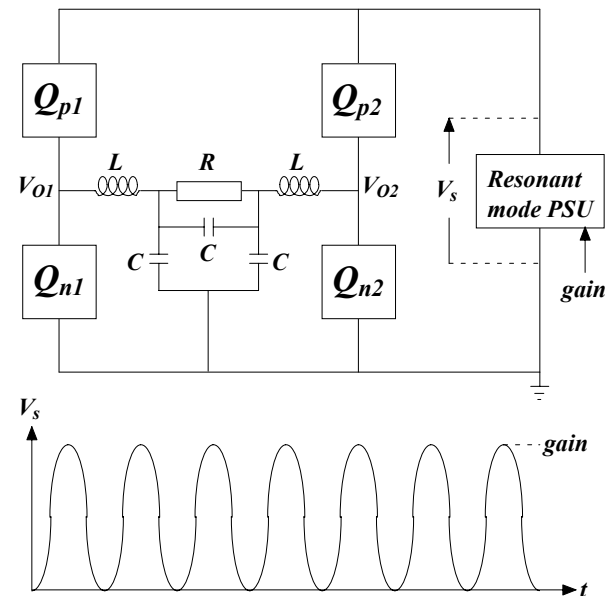 Qp1
Qp2
L
R
L
VO1
VO2
Vs
Resonant
mode PSU
C
C
C
Qn1
Qn2
gain
Vs
gain
t